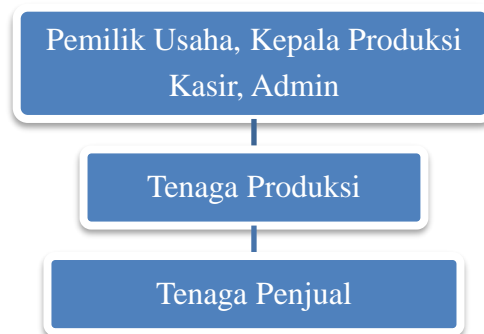 Pemilik Usaha, Kepala Produksi
Kasir, Admin
Tenaga Produksi
Tenaga Penjual